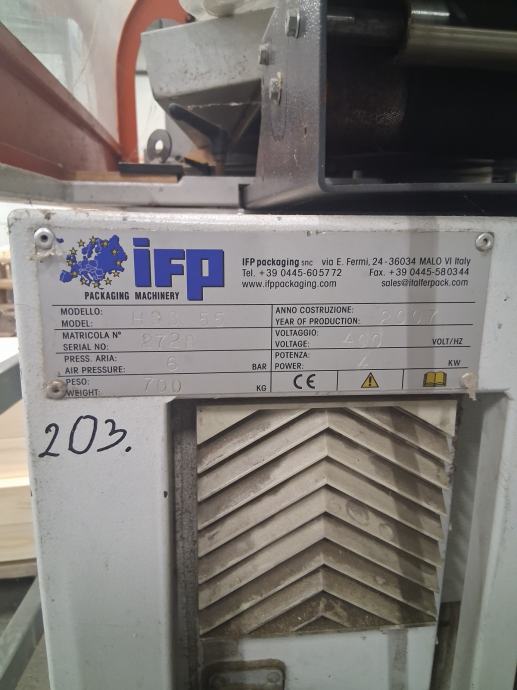 IFP
PACKAGING MACHINERY
IFP packaging snc via E. Fermi, 24 - 36034 MALO VI Italy
Tel. +39 0445-605772 Fax. +39 0445-580344
www.ifppackaging.com sales@italferpack.com
MODELLO:
MODEL:
ANNO COSTRUZIONE:
YEAR OF PRODUCTION: 2007
MATRICOLA N°
SERIAL NO:
VOLTAGGIO:
VOLTAGE: 400 VOLT/HZ
PRESS. ARIA:
AIR PRESSURE: 6 BAR
POTENZA:
POWER: KW
PESO:
WEIGHT: 700 KG
CE
203.